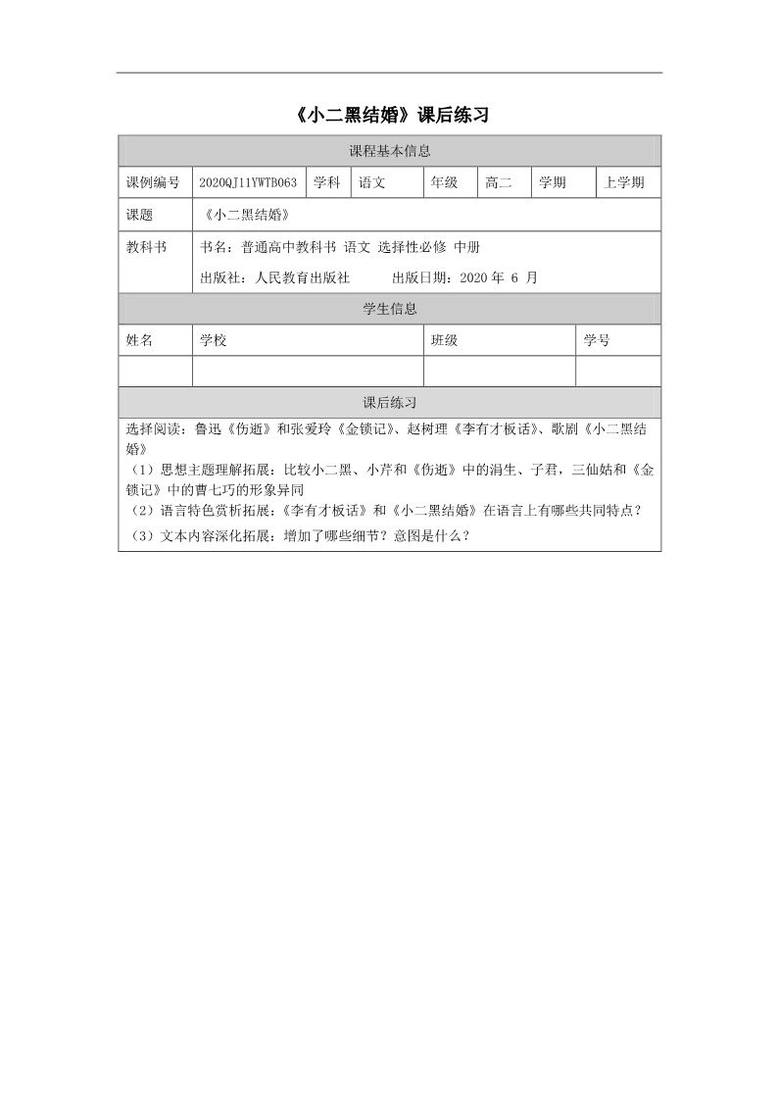 《小二黑结婚》课后练习
课程基本信息
课例编号 2020QJ11YWTB063 学科 语文 年级 高二 学期 上学期
课题 《小二黑结婚》
教科书 书名：普通高中教科书 语文 选择性必修 中册
出版社：人民教育出版社 出版日期：2020 年 6 月
学生信息
姓名 学校 班级 学号
课后练习
选择阅读：鲁迅《伤逝》和张爱玲《金锁记》、赵树理《李有才板话》、歌剧《小二黑结
婚》
（1）思想主题理解拓展：比较小二黑、小芹和《伤逝》中的涓生、子君，三仙姑和《金
锁记》中的曹七巧的形象异同
（2）语言特色赏析拓展：《李有才板话》和《小二黑结婚》在语言上有哪些共同特点？
（3）文本内容深化拓展：增加了哪些细节？意图是什么？